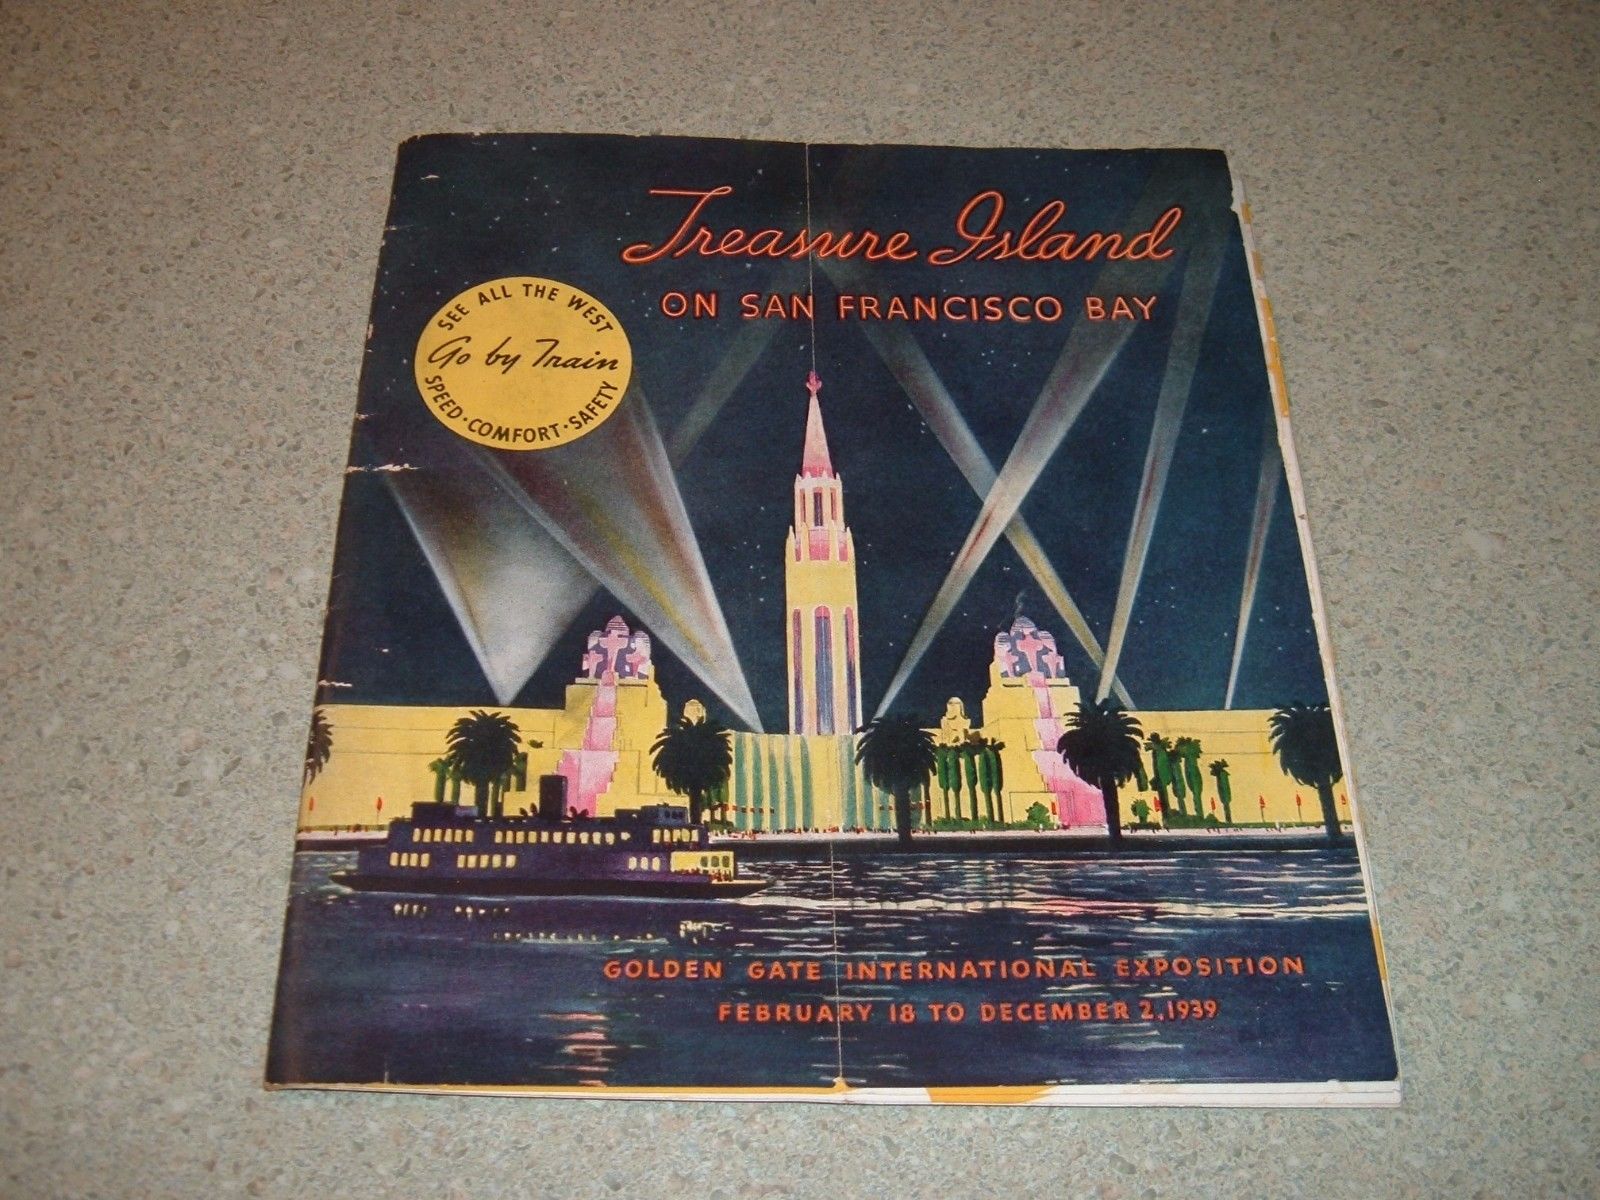 Treasure Island
ON SAN FRANCISCO BAY
SEE ALL THE WEST
Go by Train
SPEED·COMFORT·SAFETY
GOLDEN GATE INTERNATIONAL EXPOSITION
FEBRUARY 18 TO DECEMBER 2, 1939